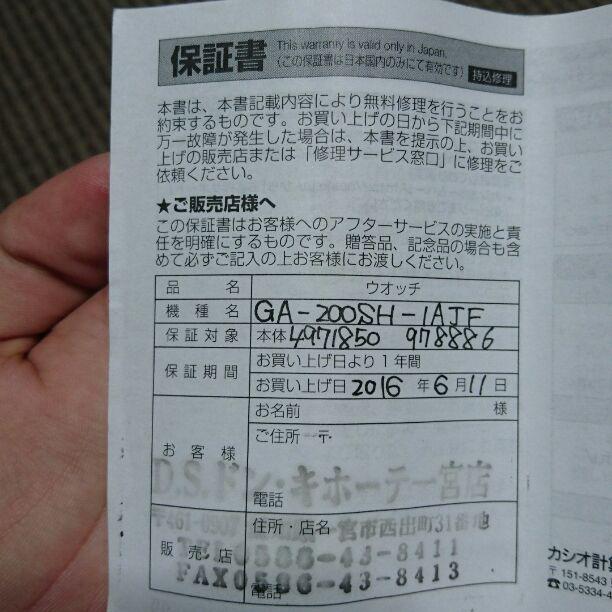 保証書
This warranty is valid only in Japan.
(この保証書は日本国内のみにて有効です)
持込修理
本書は、本書記載内容により無料修理を行うことをお
約束するものです。お買い上げの日から下記期間中に
万一故障が発生した場合は、本書を提示の上、お買い
上げの販売店または「修理サービス窓口」に修理をご
依頼ください。
★ご販売店様へ
この保証書はお客様へのアフターサービスの実施と責
任を明確にするものです。贈答品、記念品の場合も含
めて必ずご記入の上お客様にお渡しください。
品名 ウオッチ
機種名 GA-200SH-1AJF
保証対象 本体 4971850 978886
保証期間 お買い上げ日より1年間
お買い上げ日 2016年6月11日
お客様 お名前 様
ご住所 〒
D.S.ドン・キホーテ一宮店
電話
販売店 住所・店名
宮市西出町31番地
43-8411
FAX0586-43-8413
電話
カシオ計
〒151-8543
☎03-5334-4